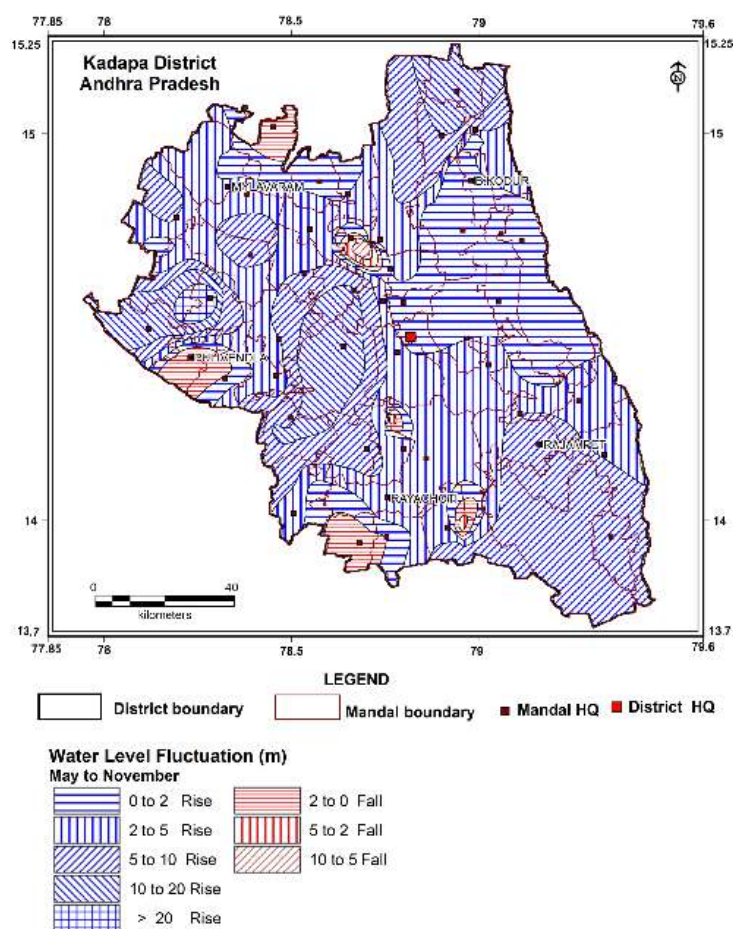 77.85 78 78.5 79 79.6
15.25 15.25
Kadapa District
Andhra Pradesh
N
15 15
MYLAVARAM
B.KODUR
RAJAMPET
RAYACHOTI
14 14
0 40
kilometers
13.7 13.7
77.85 78 78.5 79 79.6
LEGEND
District boundary Mandal boundary Mandal HQ District HQ
Water Level Fluctuation (m)
May to November
0 to 2 Rise 2 to 0 Fall
2 to 5 Rise 5 to 2 Fall
5 to 10 Rise 10 to 5 Fall
10 to 20 Rise
> 20 Rise